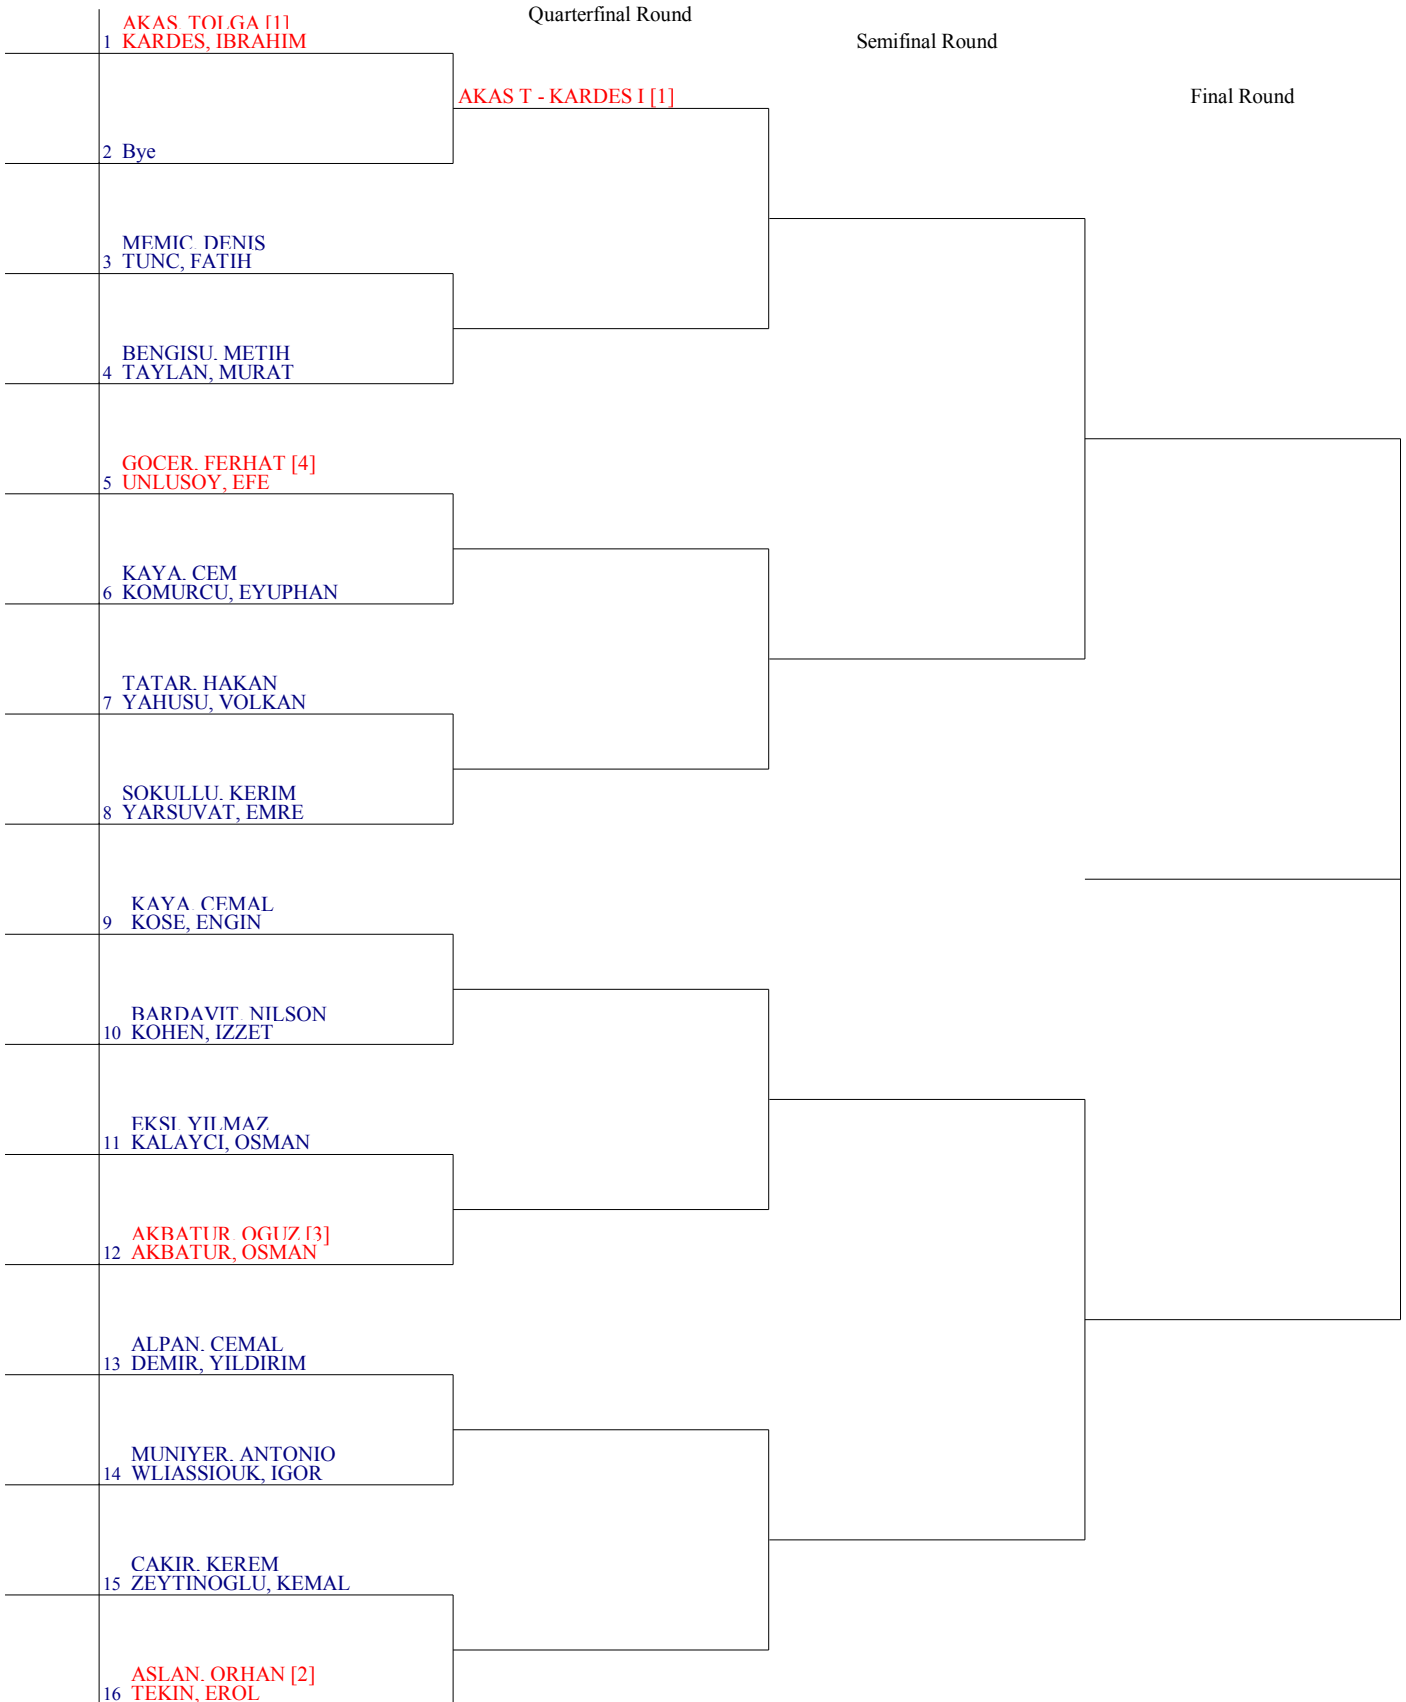 Quarterfinal Round
Semifinal Round
Final Round
AKAS, TOLGA [1]
1 KARDES, IBRAHIM
AKAS T - KARDES I [1]
2 Bye
MEMIC, DENIS
3 TUNC, FATIH
BENGISU, METIH
4 TAYLAN, MURAT
GOCER, FERHAT [4]
5 UNLUSOY, EFE
KAYA, CEM
6 KOMURCU, EYUPHAN
TATAR, HAKAN
7 YAHUSU, VOLKAN
SOKULLU, KERIM
8 YARSUVAT, EMRE
KAYA, CEMAL
9 KOSE, ENGIN
BARDAVIT, NILSON
10 KOHEN, IZZET
EKSI, YILMAZ
11 KALAYCI, OSMAN
AKBATUR, OGUZ [3]
12 AKBATUR, OSMAN
ALPAN, CEMAL
13 DEMIR, YILDIRIM
MUNIYER, ANTONIO
14 WLIASSIOUK, IGOR
CAKIR, KEREM
15 ZEYTINOGLU, KEMAL
ASLAN, ORHAN [2]
16 TEKIN, EROL